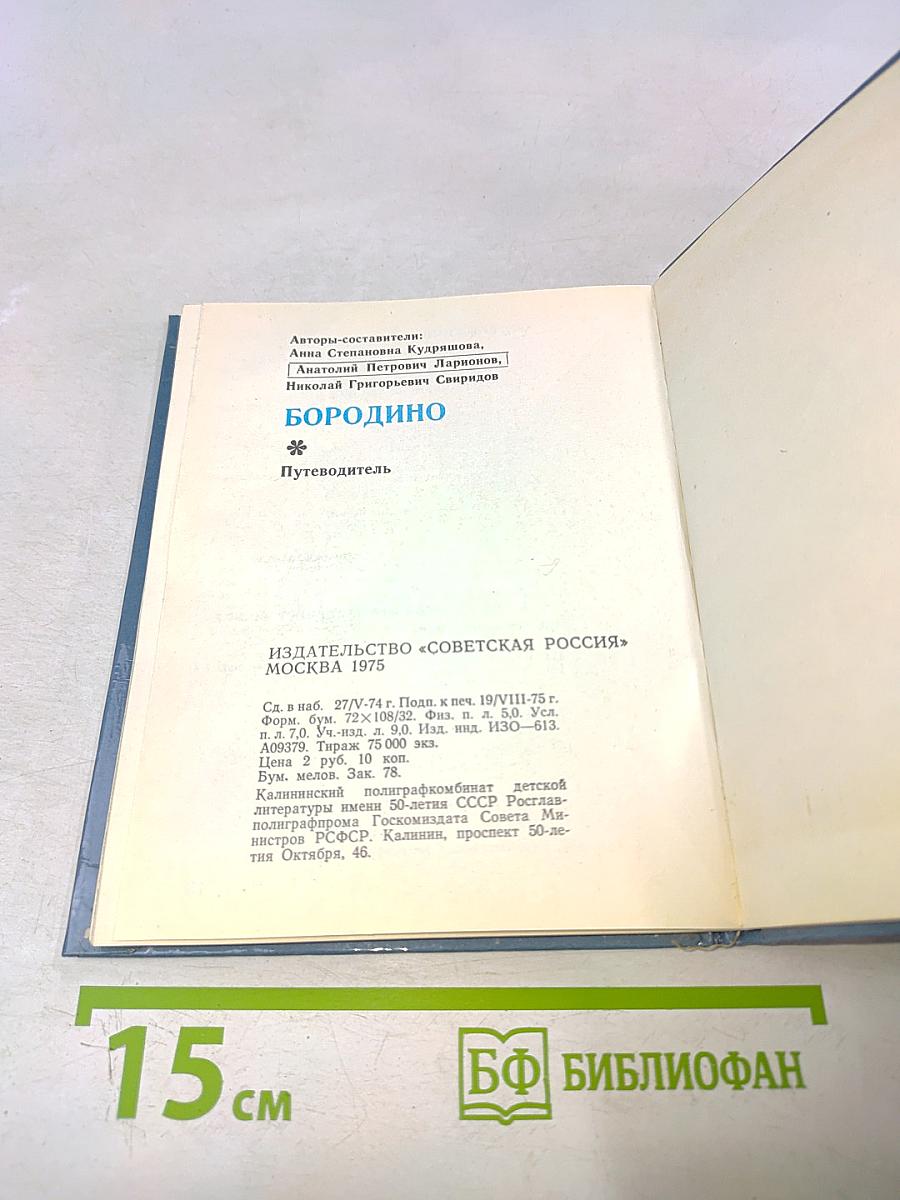 Авторы-составители:
Анна Степановна Кудряшова,
Анатолий Петрович Ларионов,
Николай Григорьевич Свиридов
БОРОДИНО
*
Путеводитель
ИЗДАТЕЛЬСТВО «СОВЕТСКАЯ РОССИЯ»
МОСКВА 1975
Сд. в наб. 27/V-74 г. Подп. к печ. 19/VIII-75 г.
Форм. бум. 72×108/32. Физ. п. л. 5,0. Усл.
п. л. 7,0. Уч.-изд. л. 9,0. Изд. инд. ИЗО—613.
А09379. Тираж 75 000 экз.
Цена 2 руб. 10 коп.
Бум. мелов. Зак. 78.
Калининский полиграфкомбинат детской
литературы имени 50-летия СССР Росглав-
полиграфпрома Госкомиздата Совета Ми-
нистров РСФСР. Калинин, проспект 50-ле-
тия Октября, 46.
15 см
БФ БИБЛИОФАН